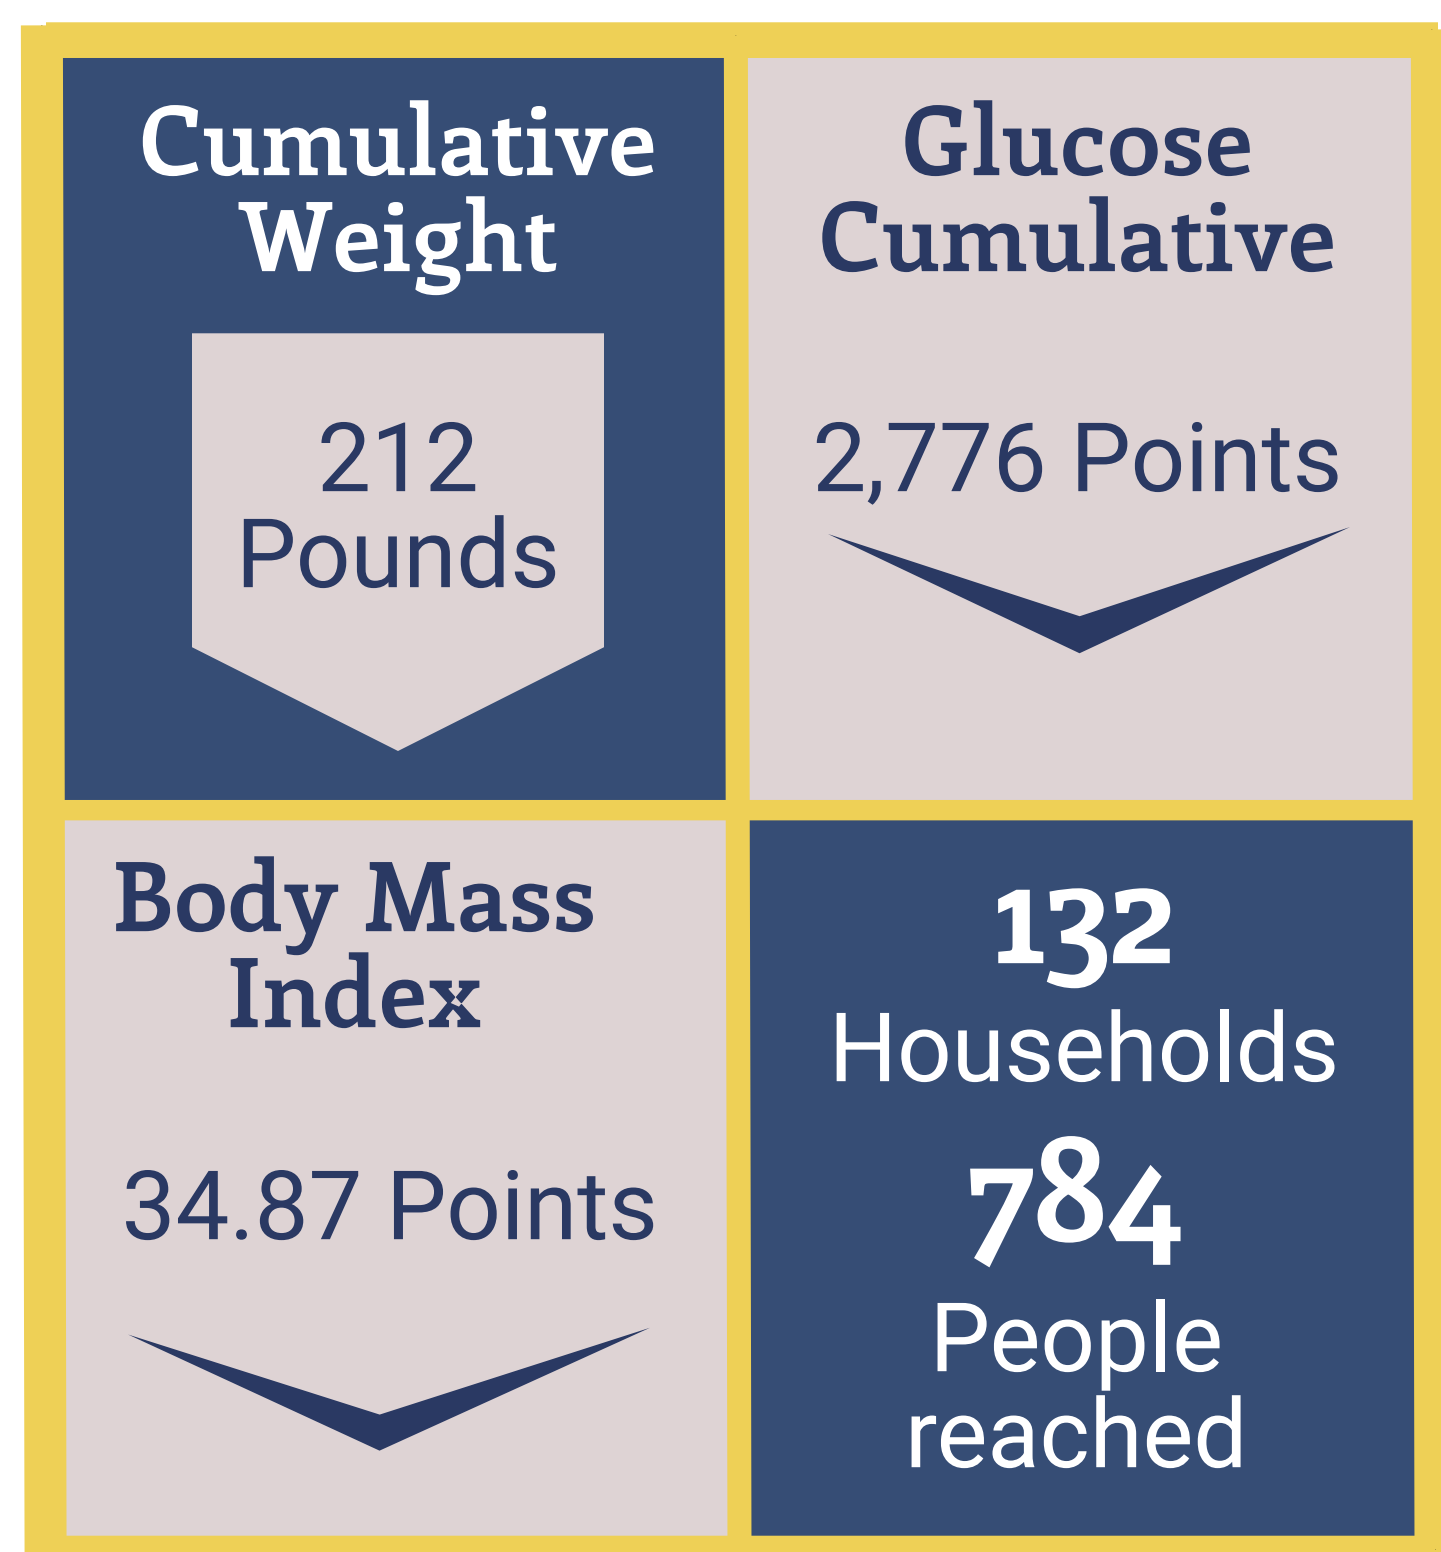 Cumulative
Weight
212
Pounds
Glucose
Cumulative
2,776 Points
Body Mass
Index
34.87 Points
132
Households
784
People
reached